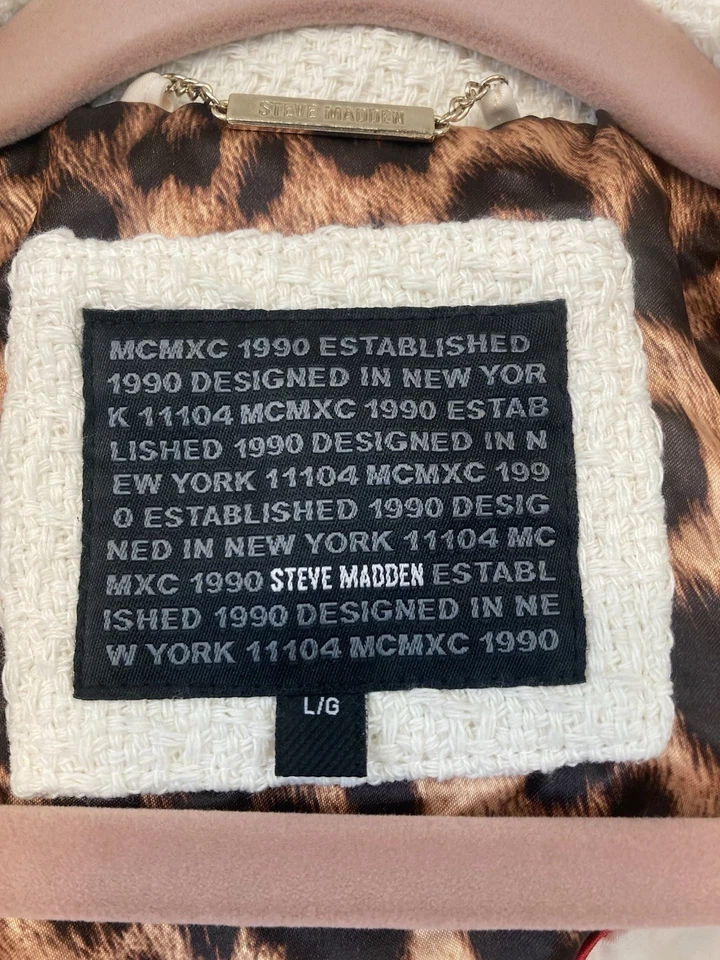 STEVE MADDEN
MCMXC 1990 ESTABLISHED
1990 DESIGNED IN NEW YOR
K 11104 MCMXC 1990 ESTAB
LISHED 1990 DESIGNED IN N
EW YORK 11104 MCMXC 199
0 ESTABLISHED 1990 DESIG
NED IN NEW YORK 11104 MC
MXC 1990 STEVE MADDEN ESTABL
ISHED 1990 DESIGNED IN NE
W YORK 11104 MCMXC 1990
L/G